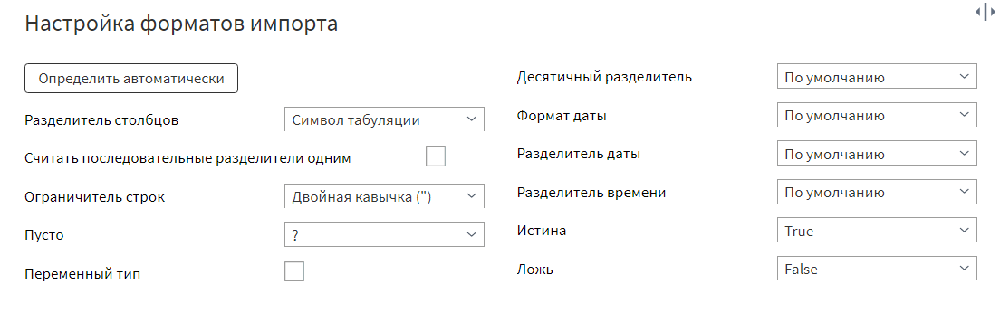 Настройка форматов импорта
Определить автоматически
Разделитель столбцов Символ табуляции
Считать последовательные разделители одним
Ограничитель строк Двойная кавычка (")
Пусто ?
Переменный тип
Десятичный разделитель По умолчанию
Формат даты По умолчанию
Разделитель даты По умолчанию
Разделитель времени По умолчанию
Истина True
Ложь False